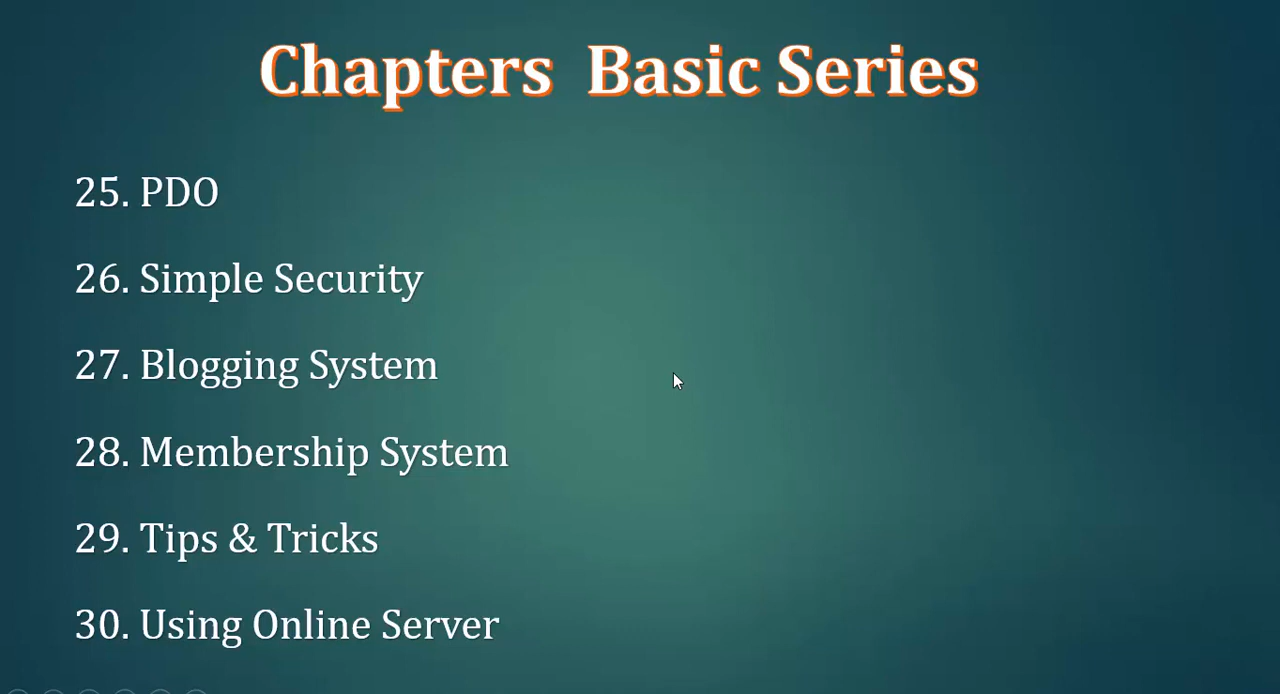 Chapters Basic Series
25. PDO
26. Simple Security
27. Blogging System
28. Membership System
29. Tips & Tricks
30. Using Online Server